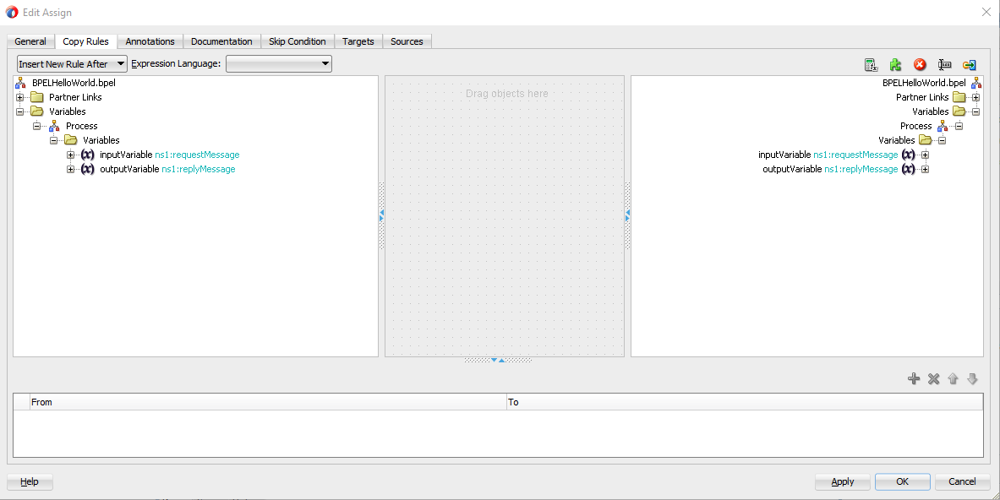 Edit Assign
General Copy Rules Annotations Documentation Skip Condition Targets Sources
Insert New Rule After Expression Language:
BPELHelloWorld.bpel
Partner Links
Variables
Process
Variables
inputVariable ns1:requestMessage
outputVariable ns1:replyMessage
Drag objects here
BPELHelloWorld.bpel
Partner Links
Variables
Process
Variables
inputVariable ns1:requestMessage
outputVariable ns1:replyMessage
From To
Help Apply OK Cancel